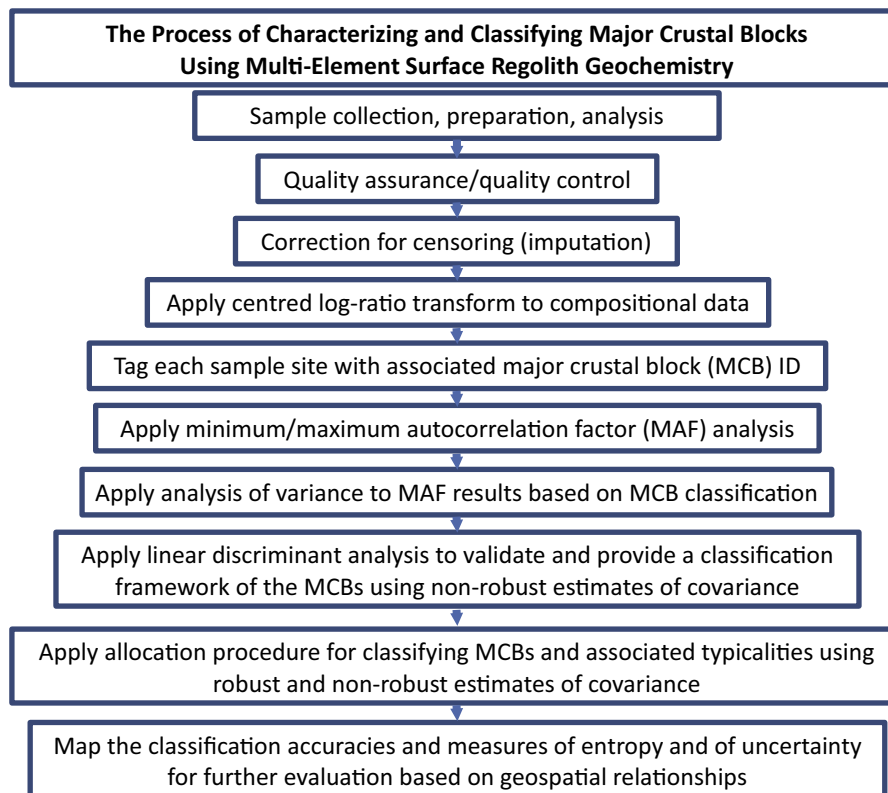 The Process of Characterizing and Classifying Major Crustal Blocks
Using Multi-Element Surface Regolith Geochemistry
Sample collection, preparation, analysis
Quality assurance/quality control
Correction for censoring (imputation)
Apply centred log-ratio transform to compositional data
Tag each sample site with associated major crustal block (MCB) ID
Apply minimum/maximum autocorrelation factor (MAF) analysis
Apply analysis of variance to MAF results based on MCB classification
Apply linear discriminant analysis to validate and provide a classification
framework of the MCBs using non-robust estimates of covariance
Apply allocation procedure for classifying MCBs and associated typicalities using
robust and non-robust estimates of covariance
Map the classification accuracies and measures of entropy and of uncertainty
for further evaluation based on geospatial relationships